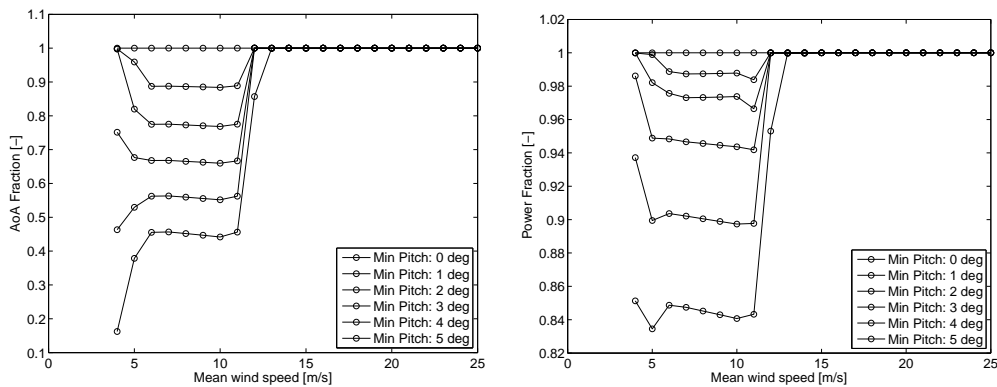 1.1
1
0.9
0.8
0.7
0.6
0.5
0.4
0.3
0.2
0.1
AoA Fraction [−]
0
5
10
15
20
25
Mean wind speed [m/s]
Min Pitch: 0 deg
Min Pitch: 1 deg
Min Pitch: 2 deg
Min Pitch: 3 deg
Min Pitch: 4 deg
Min Pitch: 5 deg
1.02
1
0.98
0.96
0.94
0.92
0.9
0.88
0.86
0.84
0.82
Power Fraction [−]
0
5
10
15
20
25
Mean wind speed [m/s]
Min Pitch: 0 deg
Min Pitch: 1 deg
Min Pitch: 2 deg
Min Pitch: 3 deg
Min Pitch: 4 deg
Min Pitch: 5 deg